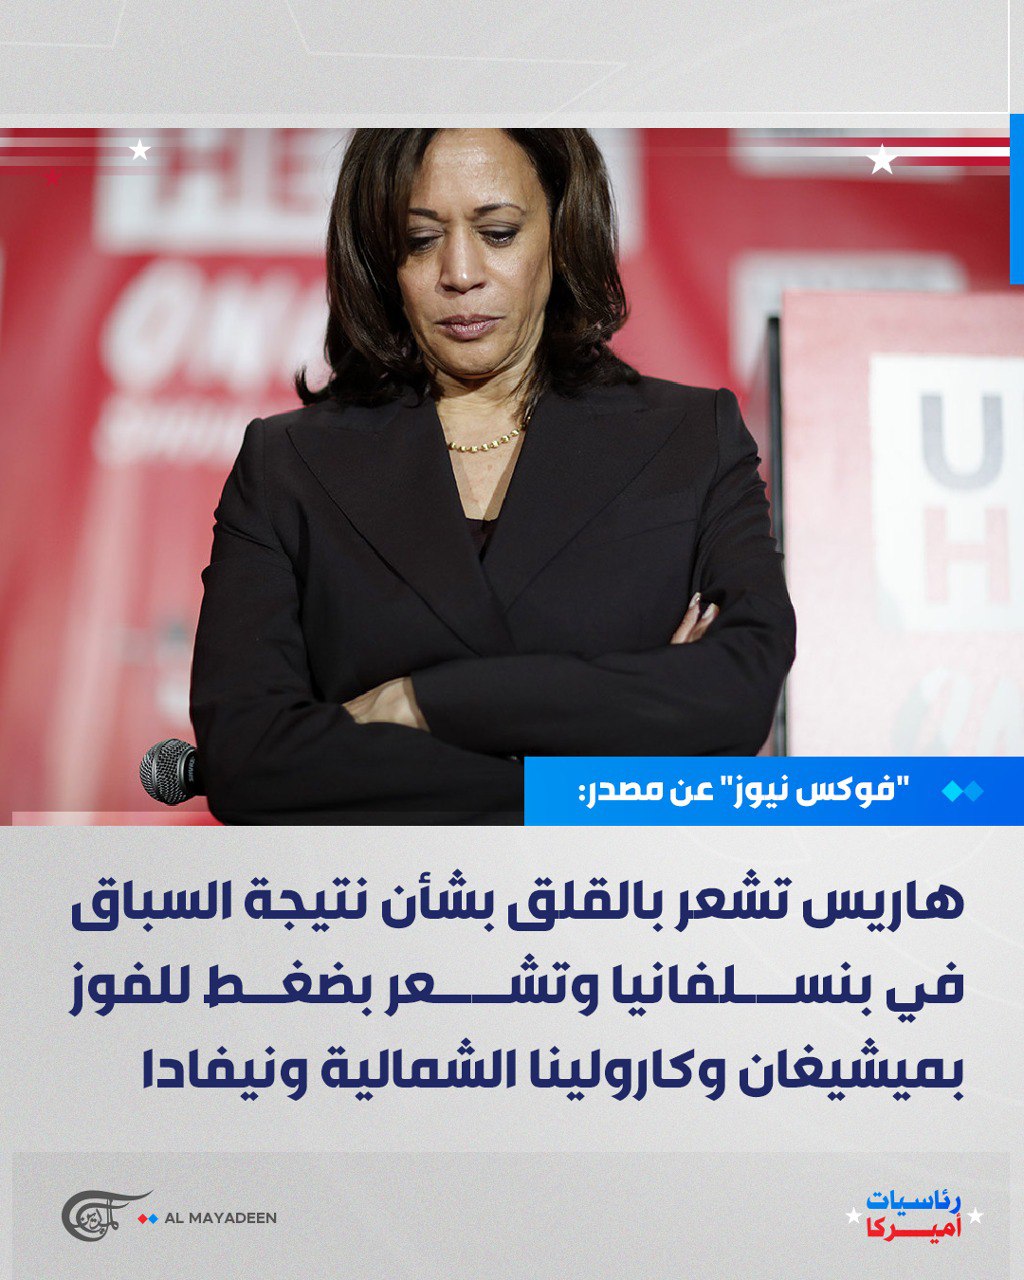 U
H
"فوكس نيوز" عن مصدر:
هاريس تشعر بالقلق بشأن نتيجة السباق
في بنسلفانيا وتشعر بضغط للفوز
بميشيغان وكارولينا الشمالية ونيفادا
الميادين
AL MAYADEEN
رئاسيات
أميركا